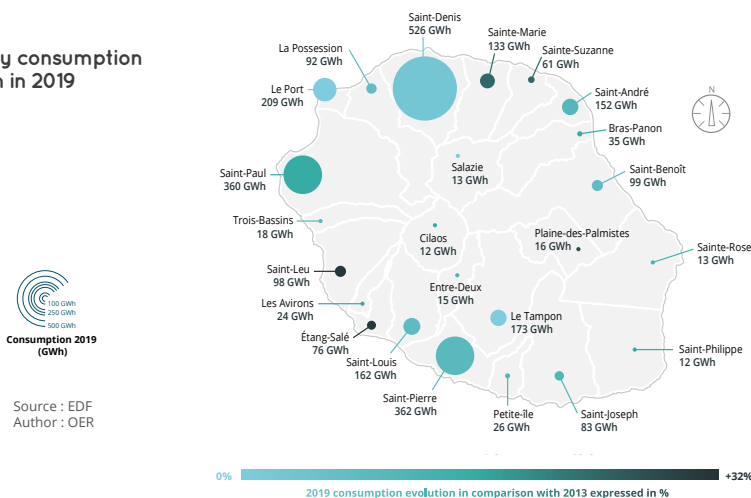 y consumption
n in 2019
Saint-Denis
526 GWh
Sainte-Marie
133 GWh
Sainte-Suzanne
61 GWh
La Possession
92 GWh
Le Port
209 GWh
Saint-André
152 GWh
N
Bras-Panon
35 GWh
Saint-Paul
360 GWh
Salazie
13 GWh
Saint-Benoît
99 GWh
Trois-Bassins
18 GWh
Cilaos
12 GWh
Plaine-des-Palmistes
16 GWh
Sainte-Rose
13 GWh
Saint-Leu
98 GWh
Entre-Deux
15 GWh
Les Avirons
24 GWh
Le Tampon
173 GWh
Étang-Salé
76 GWh
Saint-Louis
162 GWh
Saint-Philippe
12 GWh
Saint-Pierre
362 GWh
Petite-île
26 GWh
Saint-Joseph
83 GWh
100 GWh
250 GWh
500 GWh
Consumption 2019
(GWh)
Source : EDF
Author : OER
0%
+32%
2019 consumption evolution in comparison with 2013 expressed in %